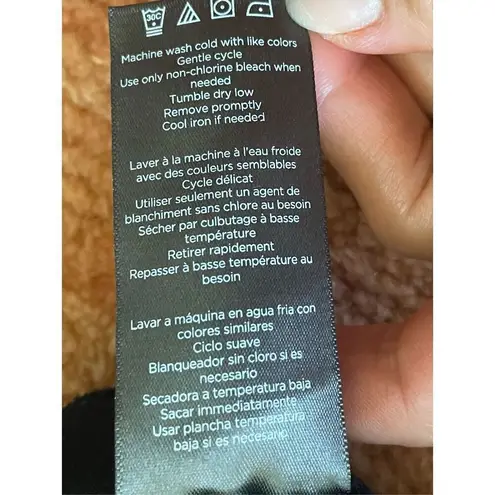 30C
Machine wash cold with like colors
Gentle cycle
Use only non-chlorine bleach when
needed
Tumble dry low
Remove promptly
Cool iron if needed
Laver à la machine à l'eau froide
avec des couleurs semblables
Cycle délicat
Utiliser seulement un agent de
blanchiment sans chlore au besoin
Sécher par culbutage à basse
température
Retirer rapidement
Repasser à basse température au
besoin
Lavar a máquina en agua fria con
colores similares
Ciclo suave
Blanqueador sin cloro si es
necesario
Secadora a temperatura baja
Sacar immediatamente
Usar plancha temperatura
baja si es necesario